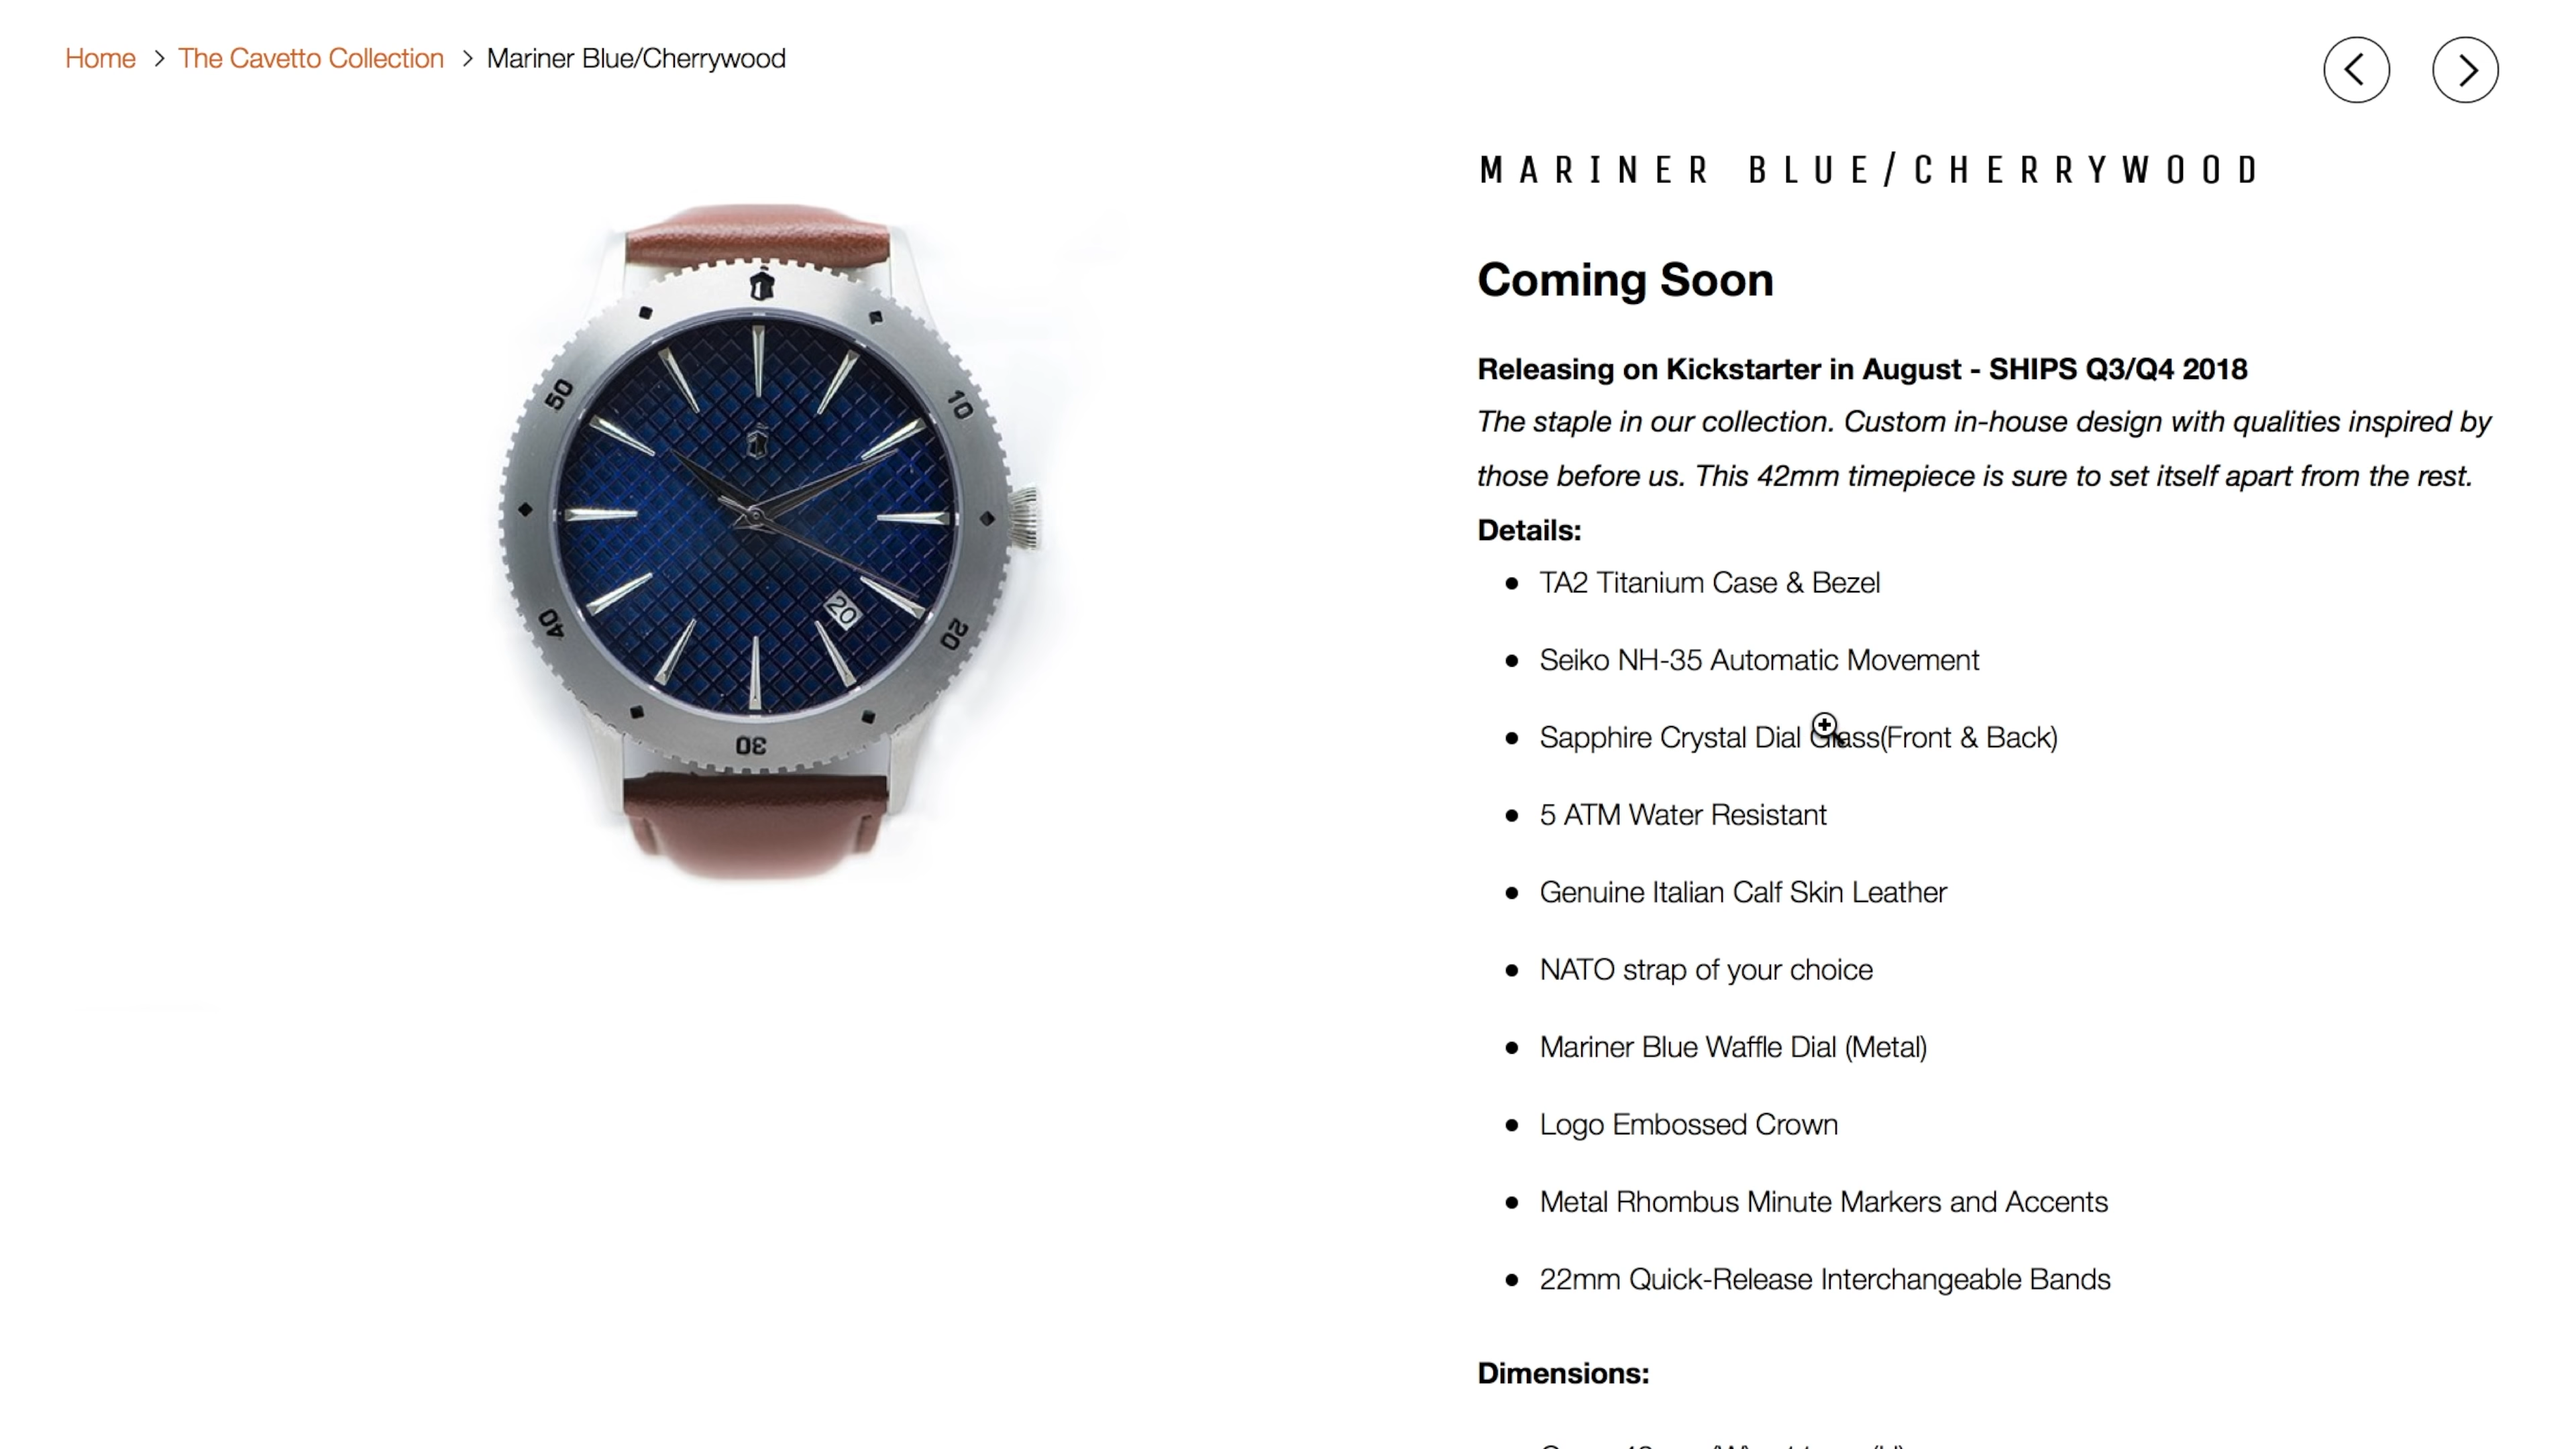 Home > The Cavetto Collection > Mariner Blue/Cherrywood
MARINER BLUE/CHERRYWOOD
Coming Soon
Releasing on Kickstarter in August - SHIPS Q3/Q4 2018
The staple in our collection. Custom in-house design with qualities inspired by
those before us. This 42mm timepiece is sure to set itself apart from the rest.
Details:
• TA2 Titanium Case & Bezel
• Seiko NH-35 Automatic Movement
• Sapphire Crystal Dial Glass(Front & Back)
• 5 ATM Water Resistant
• Genuine Italian Calf Skin Leather
• NATO strap of your choice
• Mariner Blue Waffle Dial (Metal)
• Logo Embossed Crown
• Metal Rhombus Minute Markers and Accents
• 22mm Quick-Release Interchangeable Bands
Dimensions:
10
20
30
40
50
20